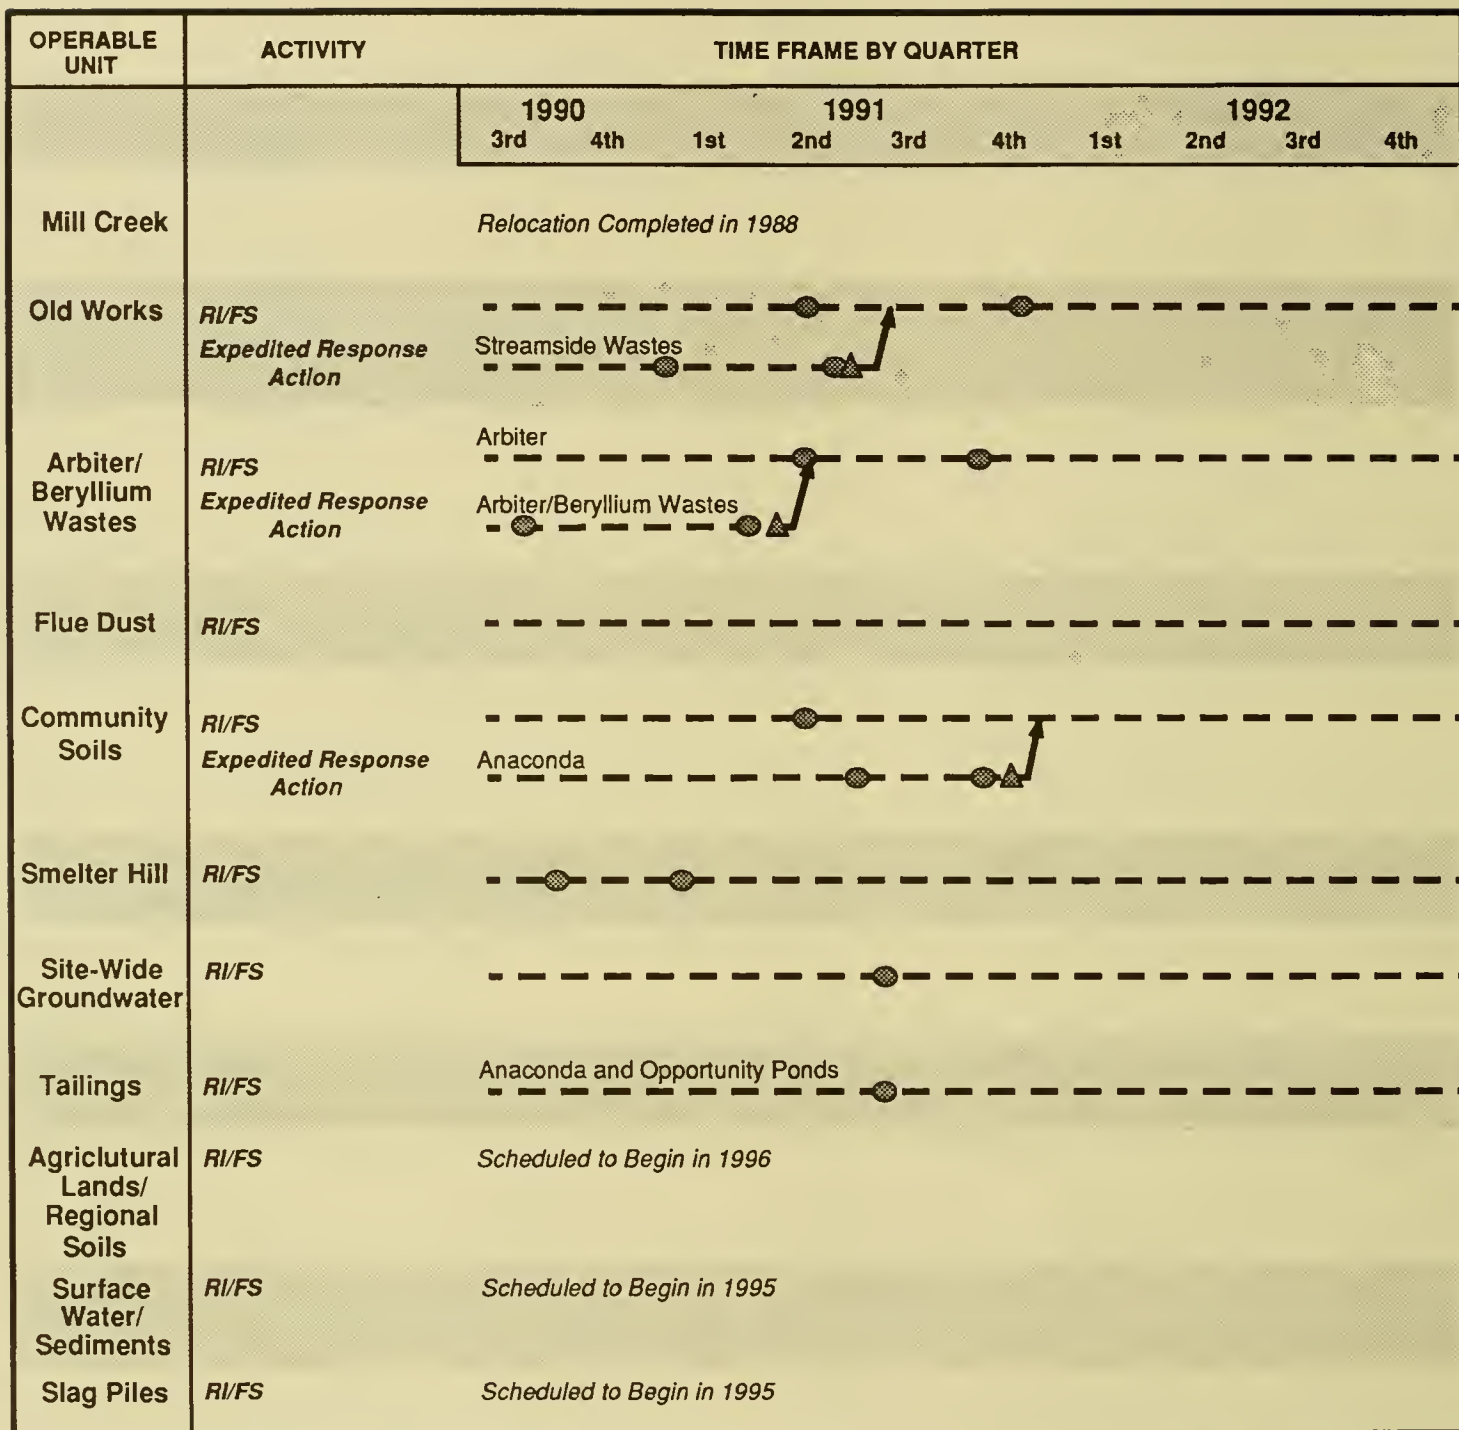 OPERABLE UNIT
ACTIVITY
TIME FRAME BY QUARTER
1990 1991 1992
3rd 4th 1st 2nd 3rd 4th 1st 2nd 3rd 4th
Mill Creek
Relocation Completed in 1988
Old Works
RI/FS
Expedited Response
Action
Streamside Wastes
Arbiter/
Beryllium
Wastes
RI/FS
Expedited Response
Action
Arbiter
Arbiter/Beryllium Wastes
Flue Dust
RI/FS
Community
Soils
RI/FS
Expedited Response
Action
Anaconda
Smelter Hill
RI/FS
Site-Wide
Groundwater
RI/FS
Tailings
RI/FS
Anaconda and Opportunity Ponds
Agriclutural
Lands/
Regional
Soils
RI/FS
Scheduled to Begin in 1996
Surface
Water/
Sediments
RI/FS
Scheduled to Begin in 1995
Slag Piles
RI/FS
Scheduled to Begin in 1995